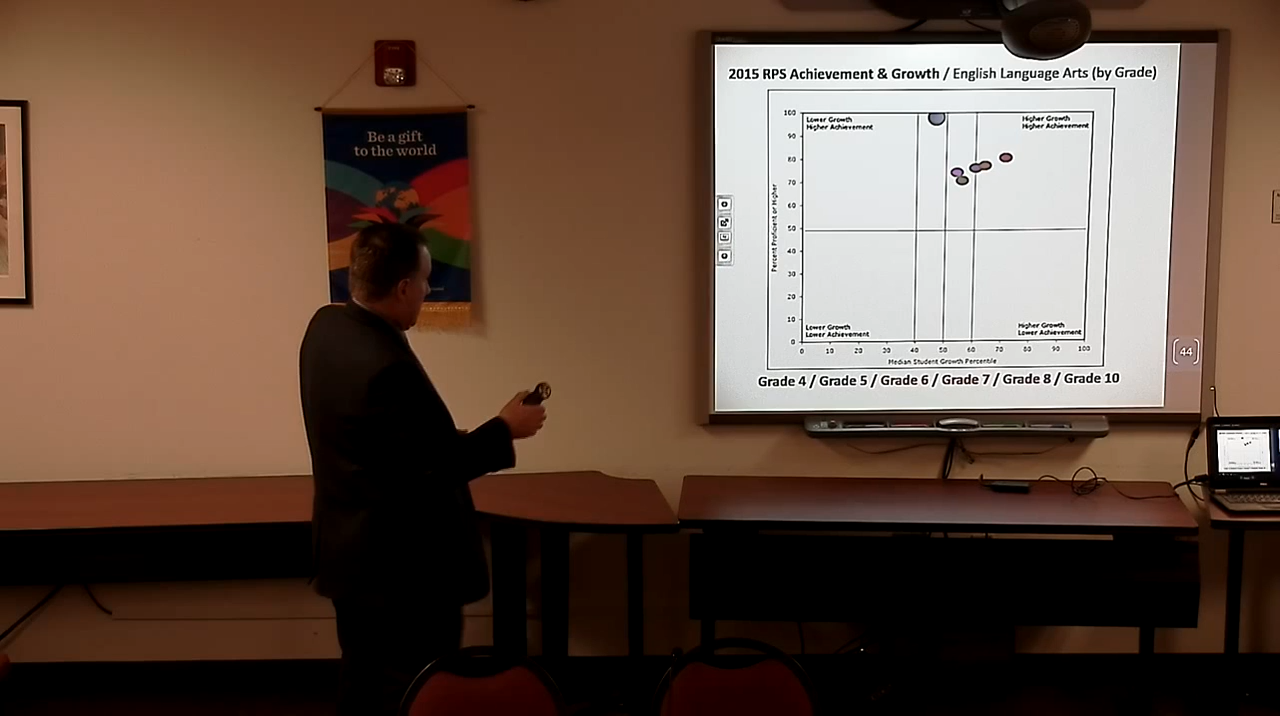 Be a gift
to the world
2015 RPS Achievement & Growth / English Language Arts (by Grade)
Lower Growth
Higher Achievement
Higher Growth
Higher Achievement
100
90
80
70
60
50
40
30
20
10
0
Percent Proficient or Higher
Lower Growth
Lower Achievement
Higher Growth
Lower Achievement
0 10 20 30 40 50 60 70 80 90 100
Median Student Growth Percentile
44
Grade 4 / Grade 5 / Grade 6 / Grade 7 / Grade 8 / Grade 10